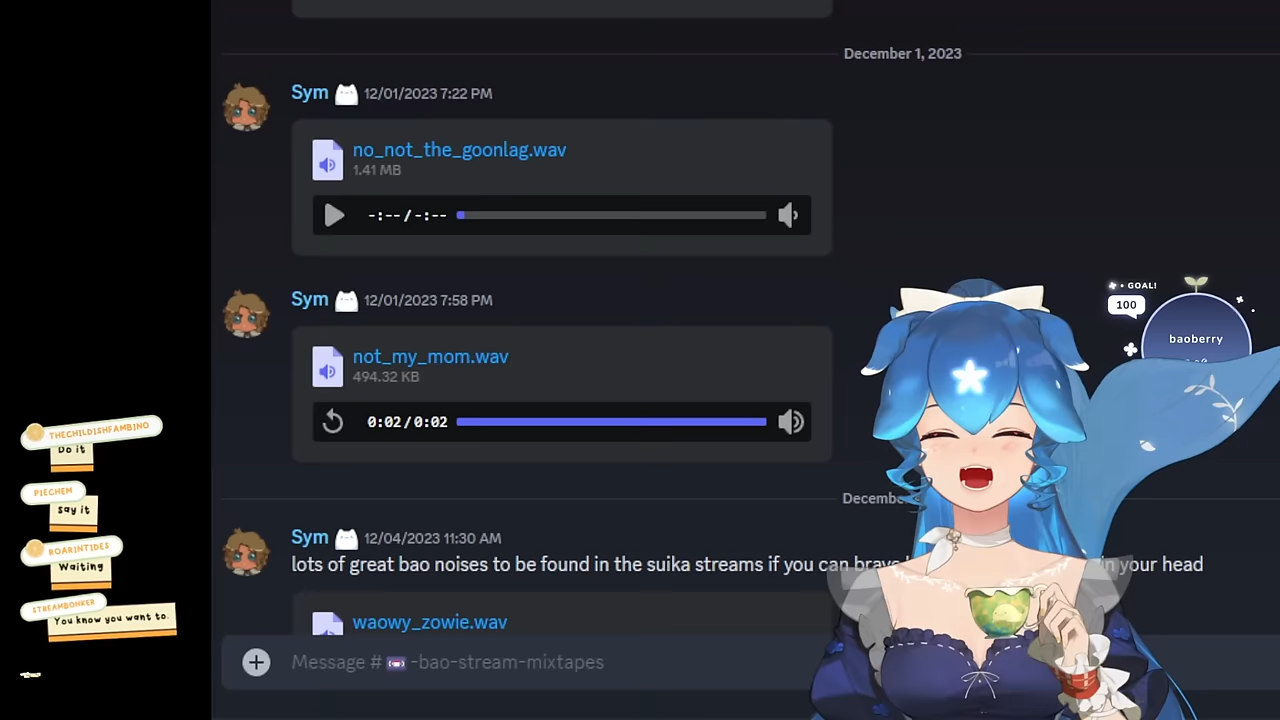 December 1, 2023
Sym 12/01/2023 7:22 PM
no_not_the_goonlag.wav
1.41 MB
-:-- / -:--
Sym 12/01/2023 7:58 PM
not_my_mom.wav
494.32 KB
0:02 / 0:02
Decembe
Sym 12/04/2023 11:30 AM
lots of great bao noises to be found in the suika streams if you can brave in your head
waowy_zowie.wav
Message # -bao-stream-mixtapes
GOAL!
100
baoberry
THECHILDISHFAMBINO
Do it
PIECHEM
say it
ROARINTIDES
Waiting
STREAMBONKER
You know you want to.